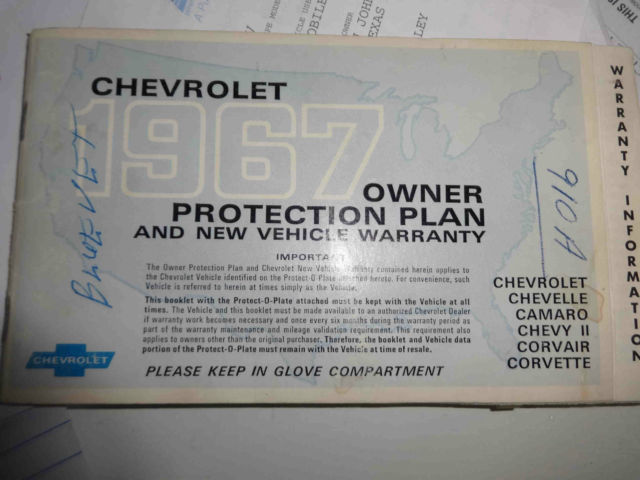 CHEVROLET
1967
OWNER
PROTECTION PLAN
AND NEW VEHICLE WARRANTY
IMPORTANT
The Owner Protection Plan and Chevrolet New Vehicle Warranty contained herein applies to
the Chevrolet Vehicle identified on the Protect-O-Plate attached hereto. For convenience, such
Vehicle is referred to herein at times simply as the Vehicle.
This booklet with the Protect-O-Plate attached must be kept with the Vehicle at all
times. The Vehicle and this booklet must be made available to an authorized Chevrolet Dealer
if warranty work becomes necessary and once every six months during the warranty period as
part of the warranty maintenance and mileage validation requirement. This requirement also
applies to owners other than the original purchaser. Therefore, the booklet and Vehicle data
portion of the Protect-O-Plate must remain with the Vehicle at time of resale.
PLEASE KEEP IN GLOVE COMPARTMENT
CHEVROLET
CHEVROLET
CHEVELLE
CAMARO
CHEVY II
CORVAIR
CORVETTE
910A
WARRANTY INFORMATION
OWNER
JOHN
TEXAS
LEY